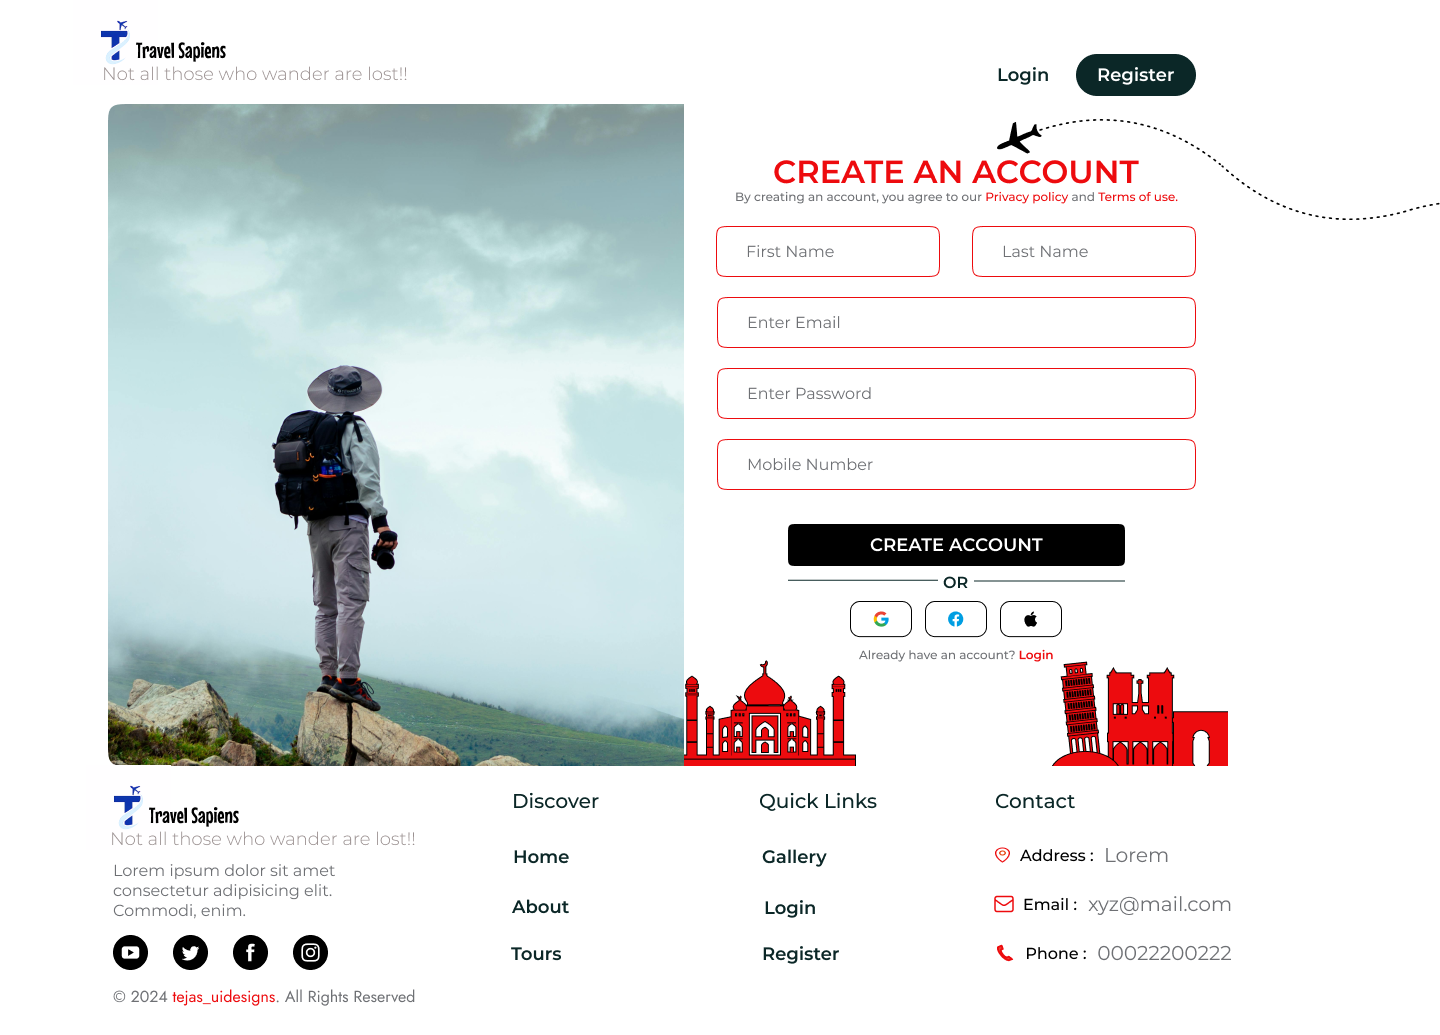 Travel Sapiens
Not all those who wander are lost!!
Login
Register
CREATE AN ACCOUNT
By creating an account, you agree to our Privacy policy and Terms of use.
First Name
Last Name
Enter Email
Enter Password
Mobile Number
CREATE ACCOUNT
OR
Already have an account? Login
Travel Sapiens
Not all those who wander are lost!!
Lorem ipsum dolor sit amet
consectetur adipisicing elit.
Commodi, enim.
© 2024 tejas_uidesigns. All Rights Reserved
Discover
Home
About
Tours
Quick Links
Gallery
Login
Register
Contact
Address : Lorem
Email : xyz@mail.com
Phone : 00022200222